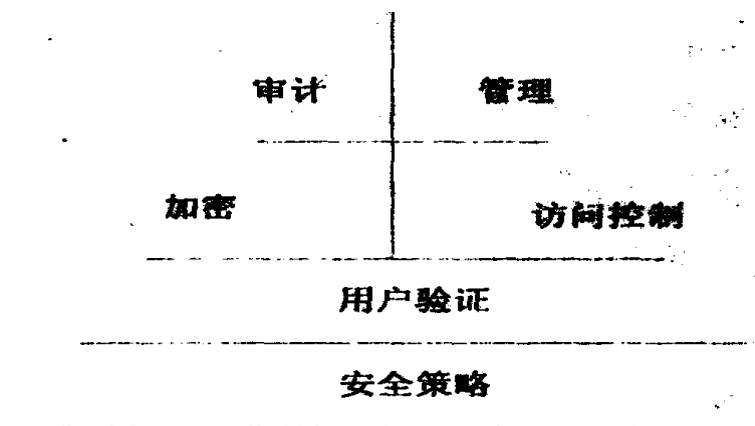 审计 管理
加密 访问控制
用户验证
安全策略